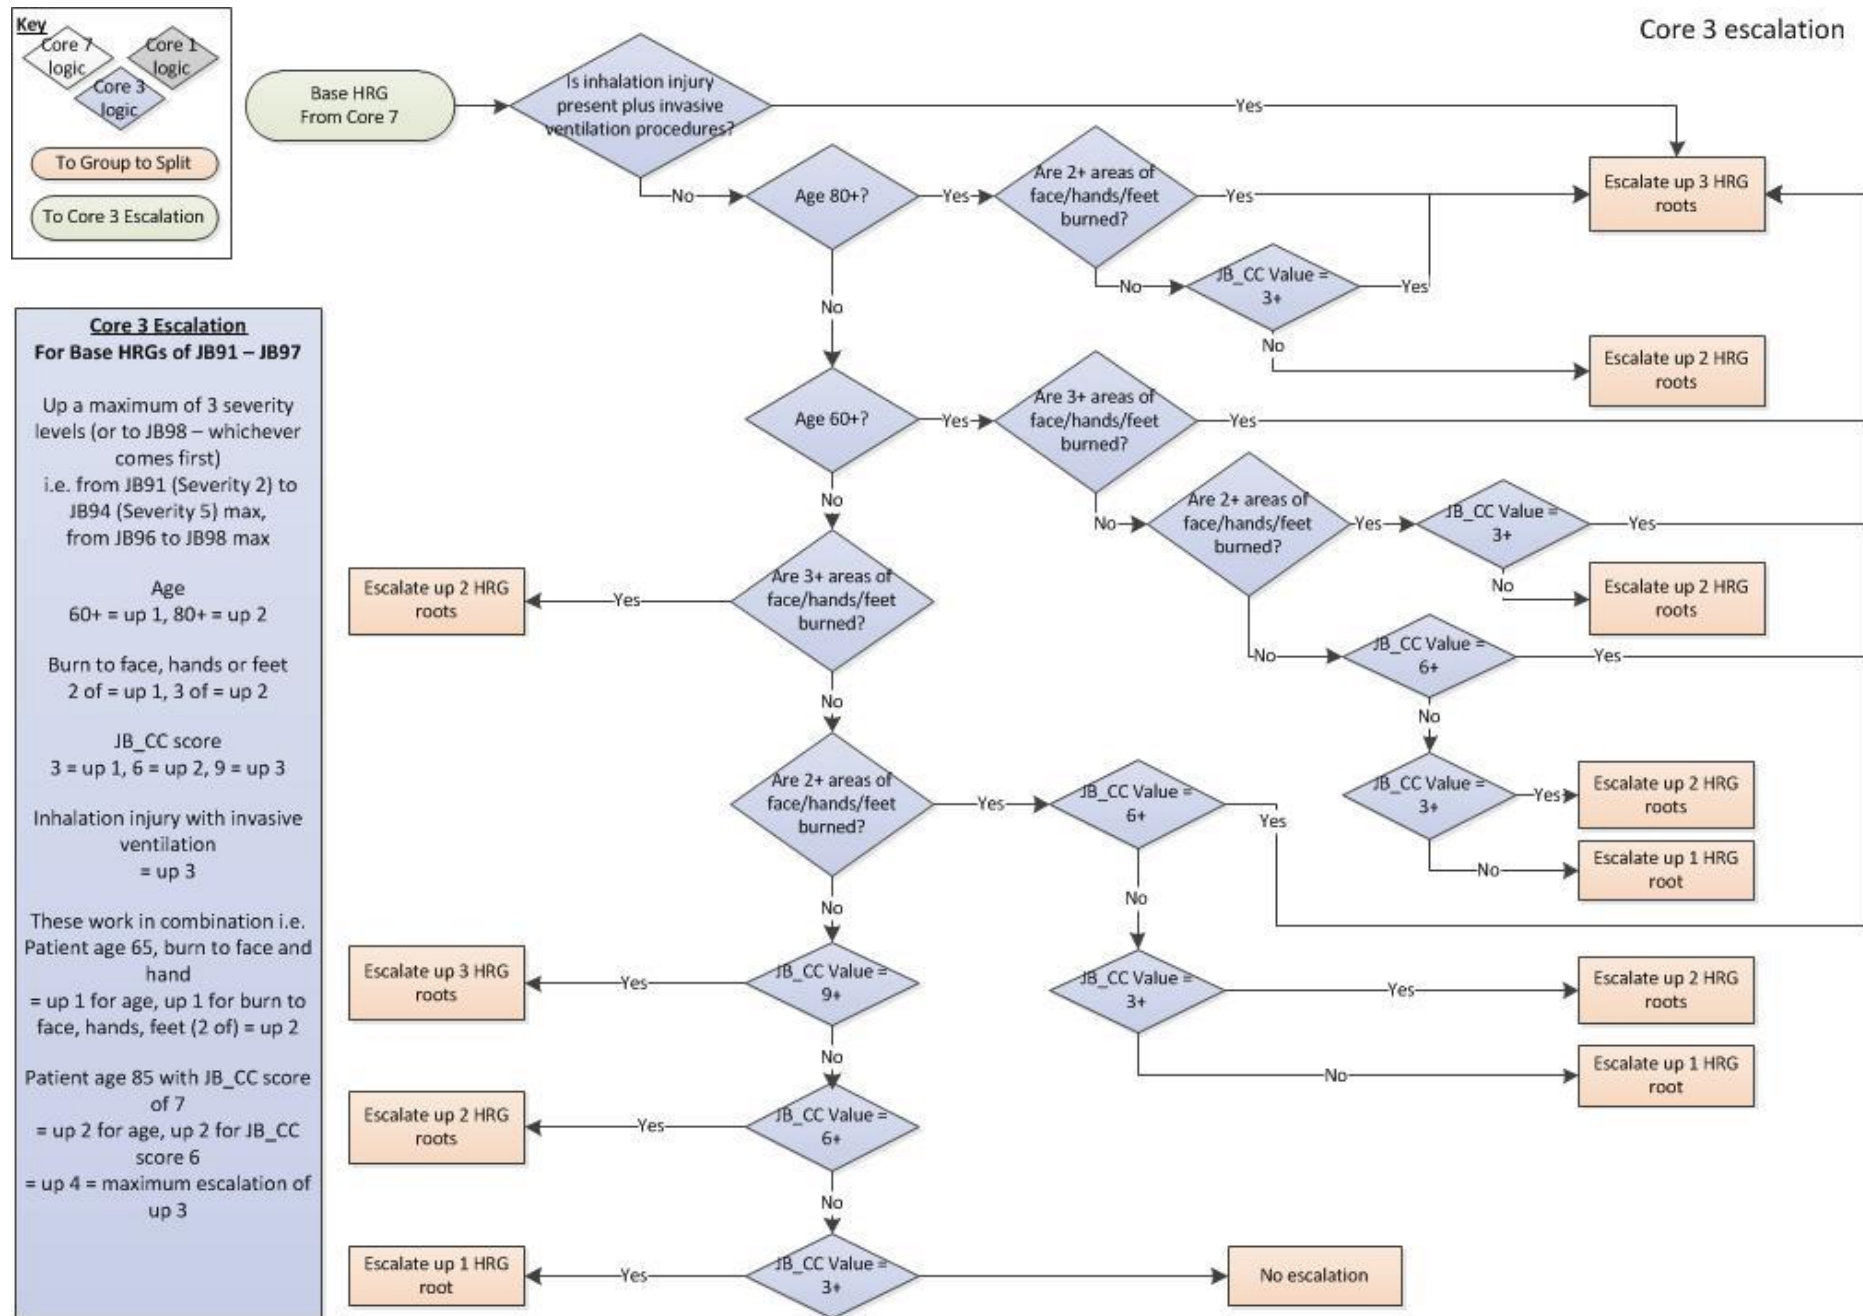 Core 3 escalation
Key
Core 7
logic
Core 1
logic
Core 3
logic
To Group to Split
To Core 3 Escalation
Base HRG
From Core 7
Is inhalation injury
present plus invasive
ventilation procedures?
Yes
No
Age 80+?
Yes
Are 2+ areas of
face/hands/feet
burned?
Yes
Escalate up 3 HRG
roots
No
JB_CC Value =
3+
Yes
No
Escalate up 2 HRG
roots
No
Age 60+?
Yes
Are 3+ areas of
face/hands/feet
burned?
Yes
No
Are 2+ areas of
face/hands/feet
burned?
Yes
JB_CC Value =
3+
Yes
No
Escalate up 2 HRG
roots
No
JB_CC Value =
6+
Yes
No
JB_CC Value =
3+
Yes
Escalate up 2 HRG
roots
No
Escalate up 1 HRG
root
No
Are 3+ areas of
face/hands/feet
burned?
Yes
Escalate up 2 HRG
roots
No
Are 2+ areas of
face/hands/feet
burned?
Yes
JB_CC Value =
6+
Yes
No
JB_CC Value =
3+
Yes
Escalate up 2 HRG
roots
No
Escalate up 1 HRG
root
No
JB_CC Value =
9+
Yes
Escalate up 3 HRG
roots
No
JB_CC Value =
6+
Yes
Escalate up 2 HRG
roots
No
JB_CC Value =
3+
Yes
Escalate up 1 HRG
root
No escalation
Core 3 Escalation
For Base HRGs of JB91 – JB97
Up a maximum of 3 severity
levels (or to JB98 – whichever
comes first)
i.e. from JB91 (Severity 2) to
JB94 (Severity 5) max,
from JB96 to JB98 max
Age
60+ = up 1, 80+ = up 2
Burn to face, hands or feet
2 of = up 1, 3 of = up 2
JB_CC score
3 = up 1, 6 = up 2, 9 = up 3
Inhalation injury with invasive
ventilation
= up 3
These work in combination i.e.
Patient age 65, burn to face and
hand
= up 1 for age, up 1 for burn to
face, hands, feet (2 of) = up 2
Patient age 85 with JB_CC score
of 7
= up 2 for age, up 2 for JB_CC
score 6
= up 4 = maximum escalation of
up 3